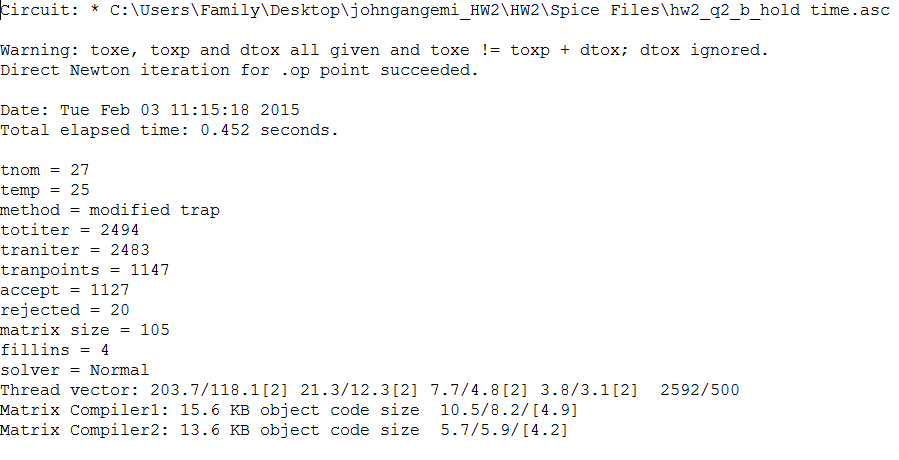 Circuit: * C:\Users\Family\Desktop\johngangemi_HW2\HW2\Spice Files\hw2_q2_b_hold time.asc
Warning: toxe, toxp and dtox all given and toxe != toxp + dtox; dtox ignored.
Direct Newton iteration for .op point succeeded.
Date: Tue Feb 03 11:15:18 2015
Total elapsed time: 0.452 seconds.
tnom = 27
temp = 25
method = modified trap
totiter = 2494
traniter = 2483
tranpoints = 1147
accept = 1127
rejected = 20
matrix size = 105
fillins = 4
solver = Normal
Thread vector: 203.7/118.1[2] 21.3/12.3[2] 7.7/4.8[2] 3.8/3.1[2]  2592/500
Matrix Compiler1: 15.6 KB object code size  10.5/8.2/[4.9]
Matrix Compiler2: 13.6 KB object code size  5.7/5.9/[4.2]